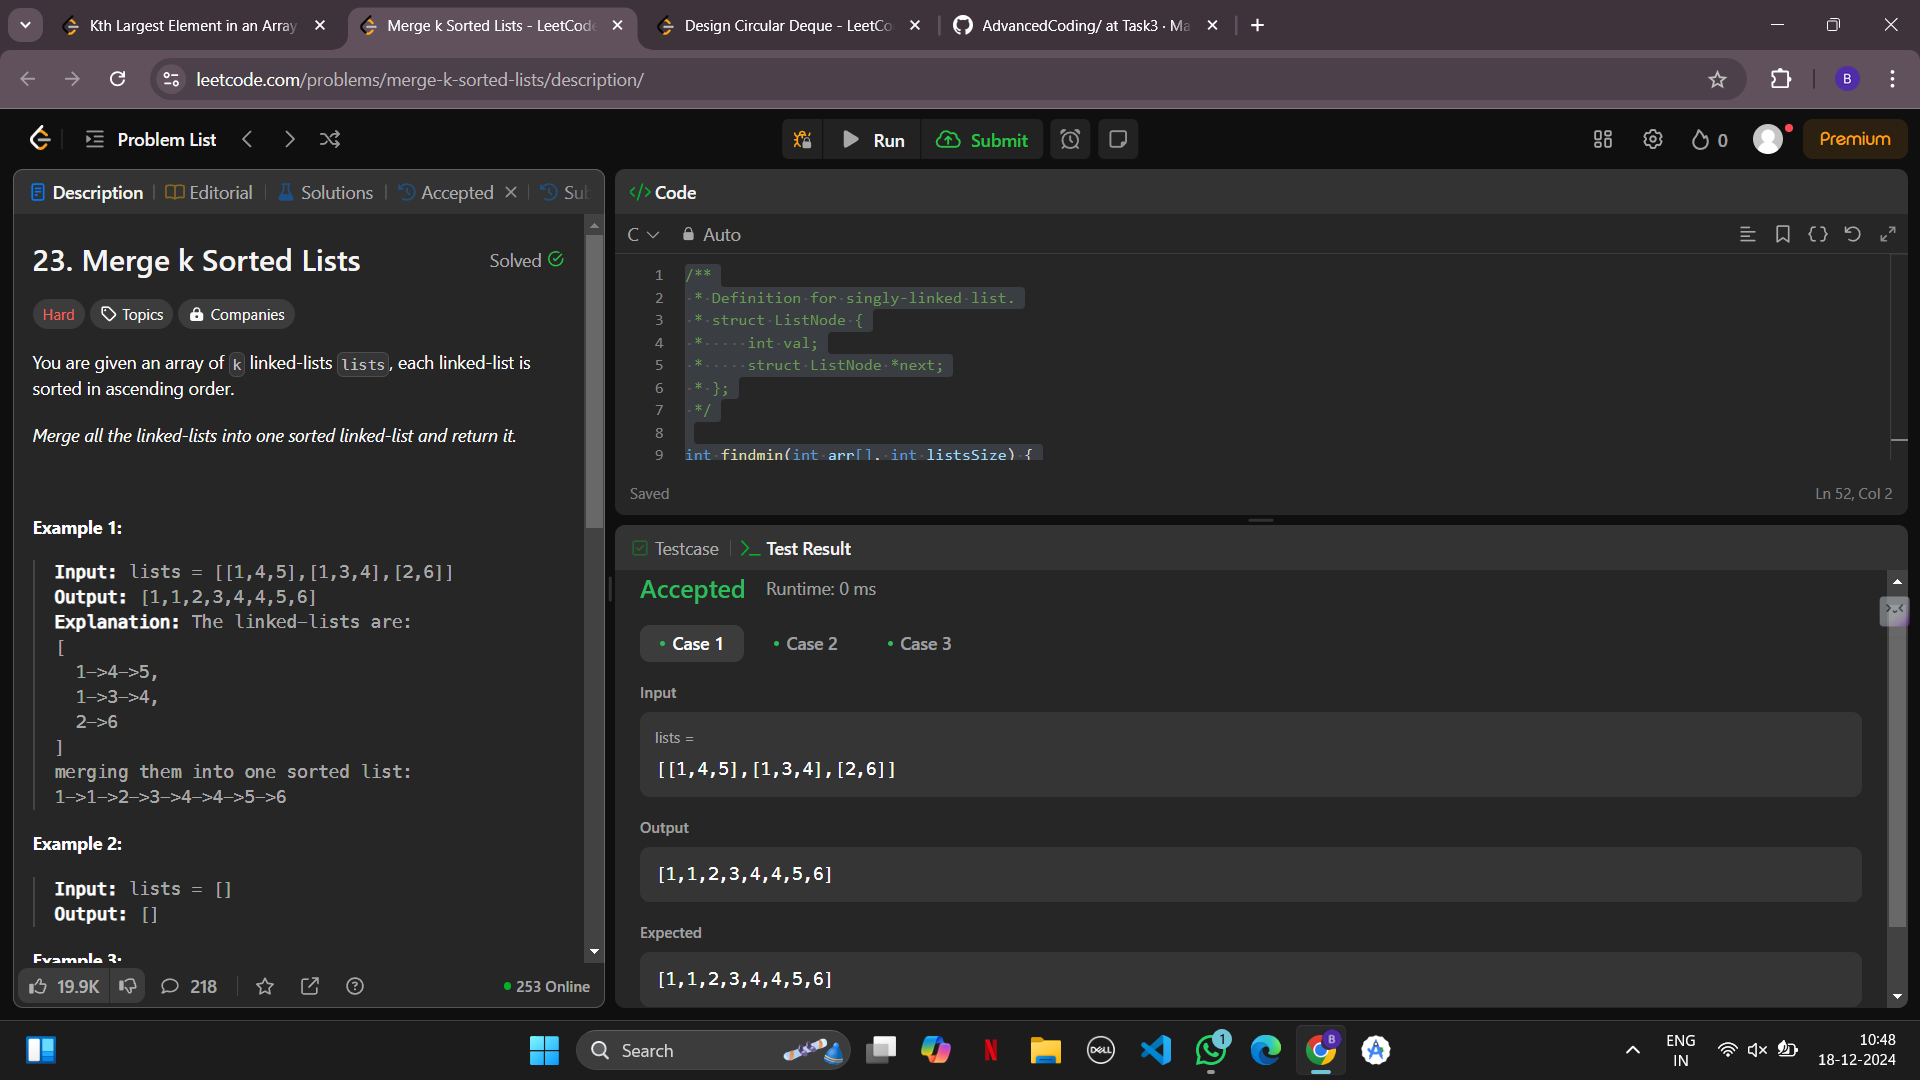 Kth Largest Element in an Array
Merge k Sorted Lists - LeetCode
Design Circular Deque - LeetCo
AdvancedCoding/ at Task3 · Ma
leetcode.com/problems/merge-k-sorted-lists/description/
B
Problem List
Run
Submit
0
Premium
Description
Editorial
Solutions
Accepted
Sub
</> Code
C
Auto
23. Merge k Sorted Lists
Solved
Hard
Topics
Companies
You are given an array of k linked-lists lists, each linked-list is
sorted in ascending order.
Merge all the linked-lists into one sorted linked-list and return it.
Example 1:
Input: lists = [[1,4,5],[1,3,4],[2,6]]
Output: [1,1,2,3,4,4,5,6]
Explanation: The linked-lists are:
[
1->4->5,
1->3->4,
2->6
]
merging them into one sorted list:
1->1->2->3->4->4->5->6
Example 2:
Input: lists = []
Output: []
Example 3:
19.9K
218
253 Online
1 /**
2 * Definition for singly-linked list.
3 * struct ListNode {
4 * int val;
5 * struct ListNode *next;
6 * };
7 */
8
9 int findmin(int arr[], int listsSize) {
Saved
Ln 52, Col 2
Testcase
Test Result
Accepted
Runtime: 0 ms
Case 1
Case 2
Case 3
Input
lists =
[[1,4,5],[1,3,4],[2,6]]
Output
[1,1,2,3,4,4,5,6]
Expected
[1,1,2,3,4,4,5,6]
Search
N
DELL
1
B
ENG
IN
10:48
18-12-2024